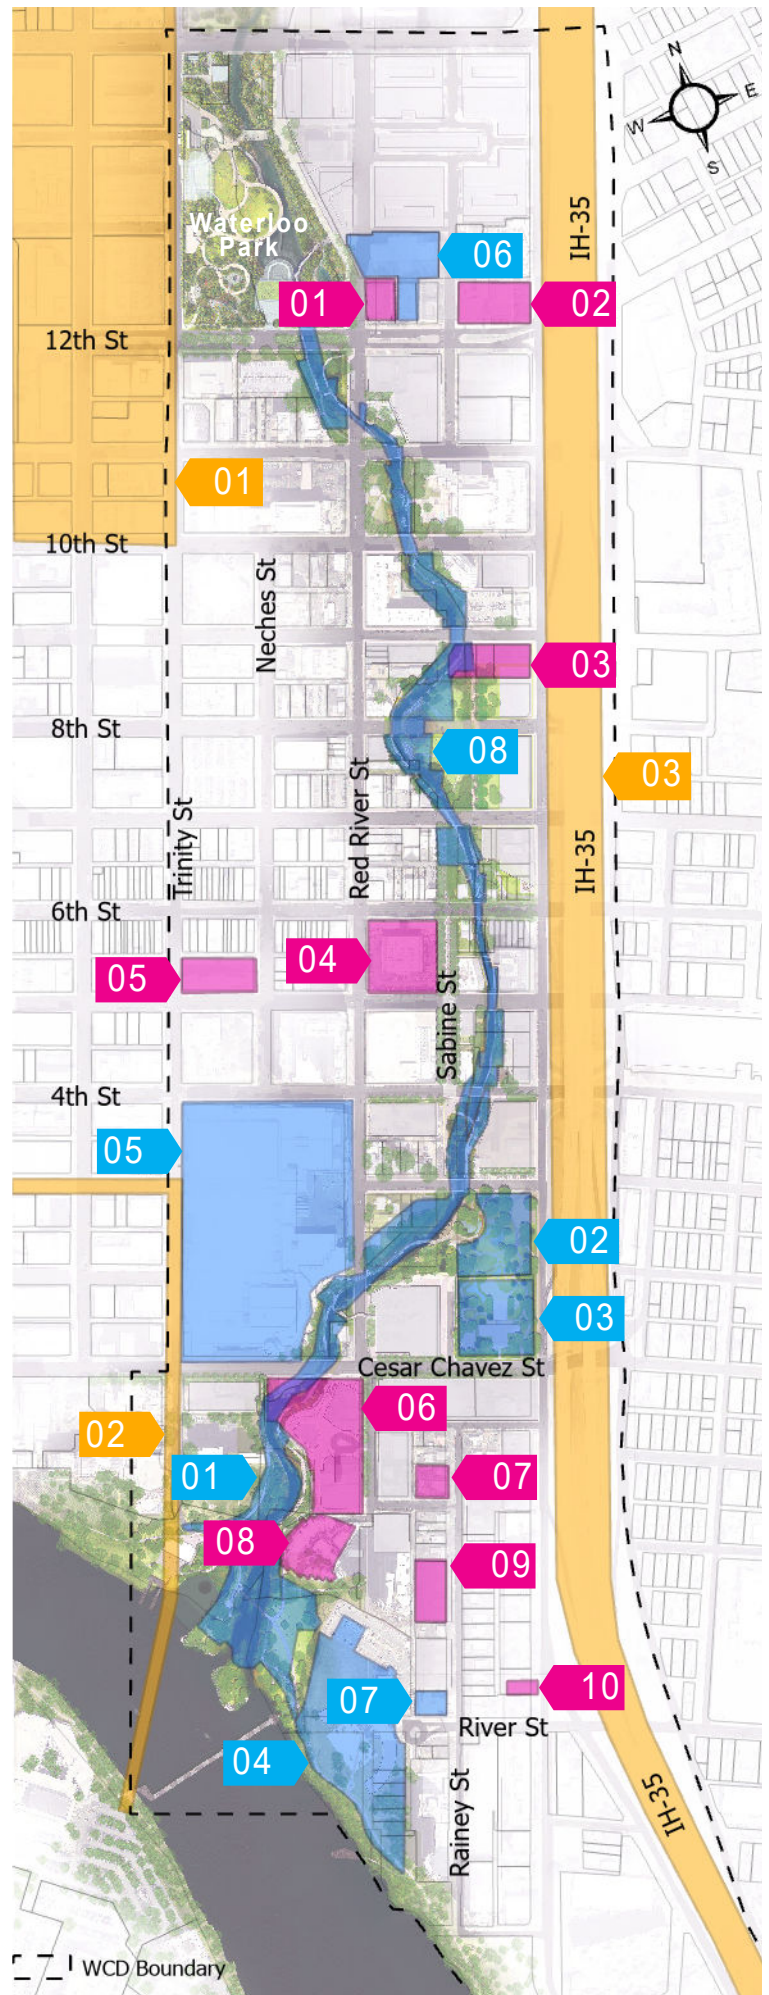 N
E
W
S
IH-35
Waterloo
Park
06
01
02
12th St
01
10th St
Neches St
03
8th St
08
03
Red River St
Trinity St
IH-35
6th St
04
05
Sabine St
4th St
05
02
03
Cesar Chavez St
06
02
01
07
08
09
10
07
River St
04
Rainey St
IH-35
WCD Boundary